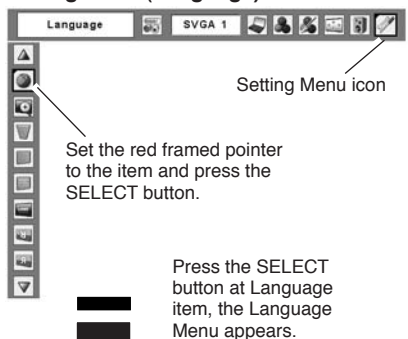 Language
SVGA 1
Setting Menu icon
Set the red framed pointer
to the item and press the
SELECT button.
Press the SELECT
button at Language
item, the Language
Menu appears.